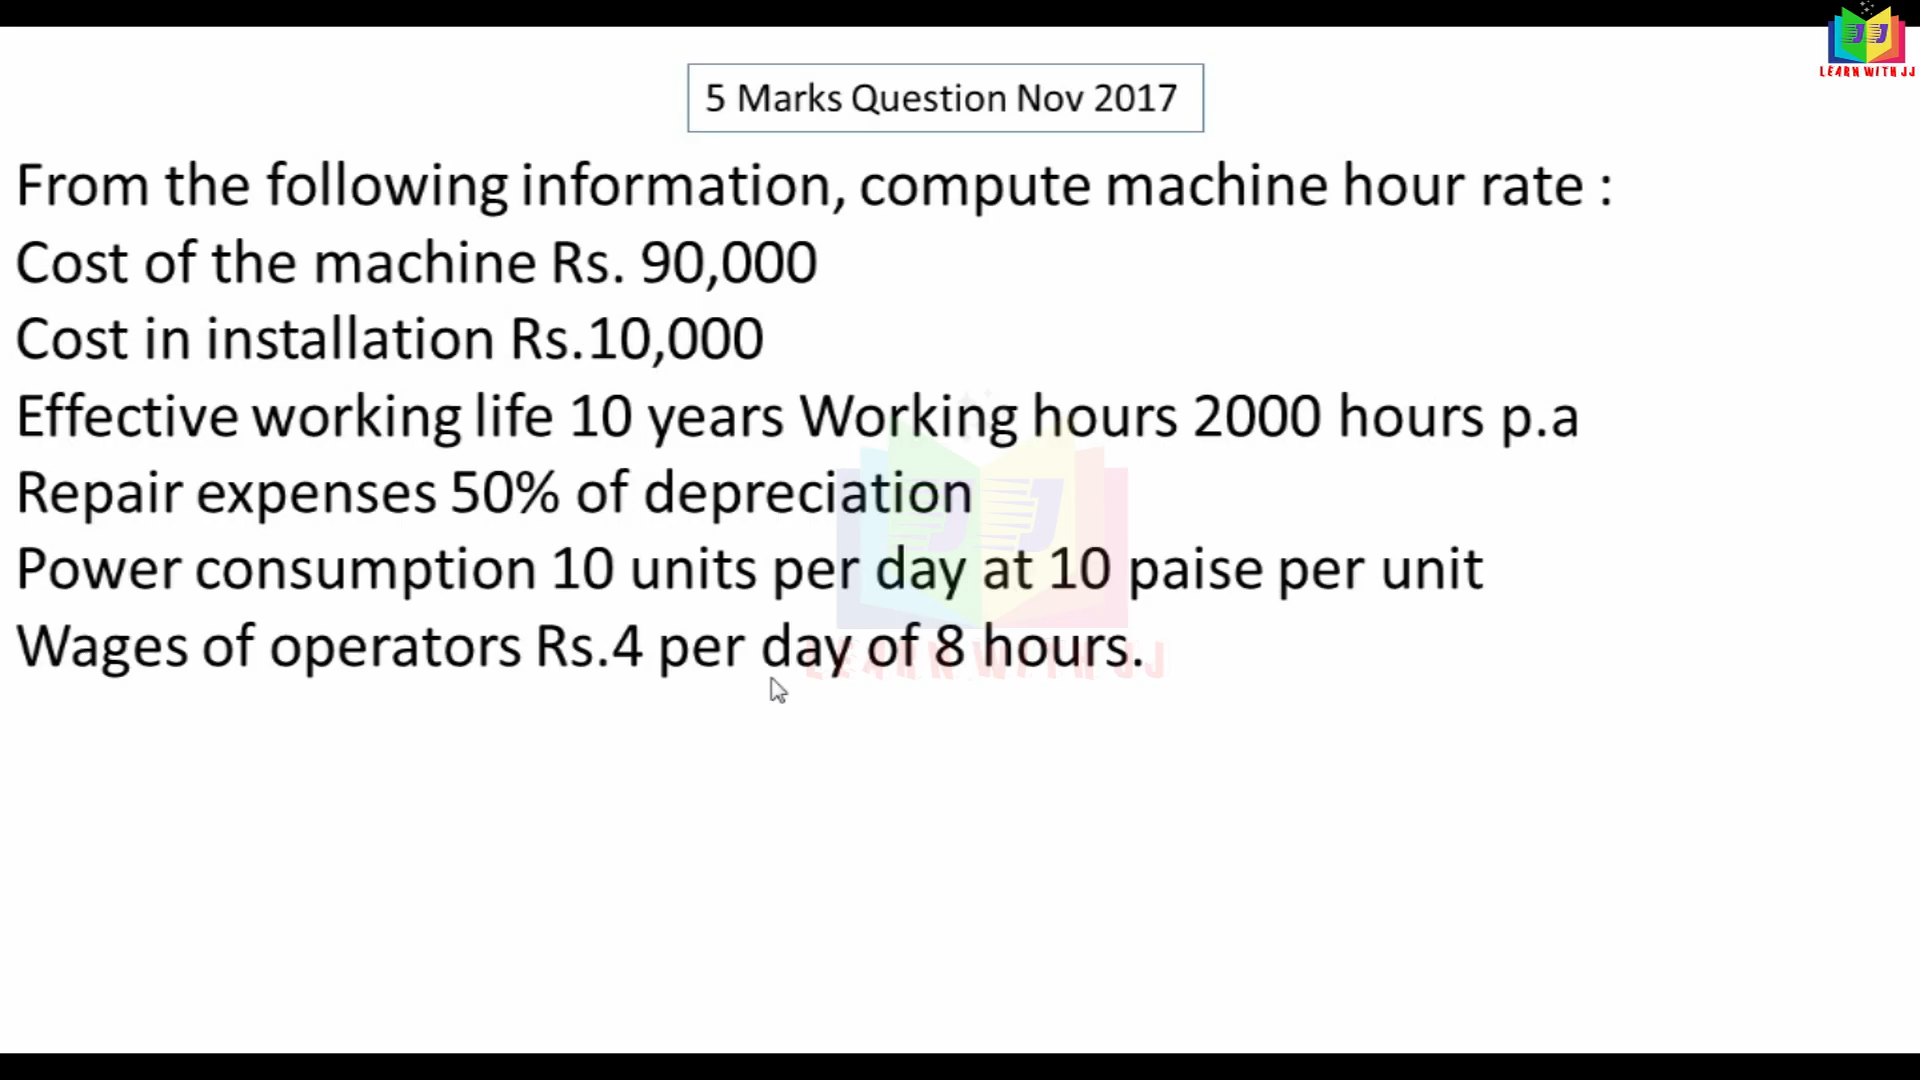 LEARN WITH JJ
5 Marks Question Nov 2017
From the following information, compute machine hour rate :
Cost of the machine Rs. 90,000
Cost in installation Rs.10,000
Effective working life 10 years Working hours 2000 hours p.a
Repair expenses 50% of depreciation
Power consumption 10 units per day at 10 paise per unit
Wages of operators Rs.4 per day of 8 hours.
LEARN WITH JJ